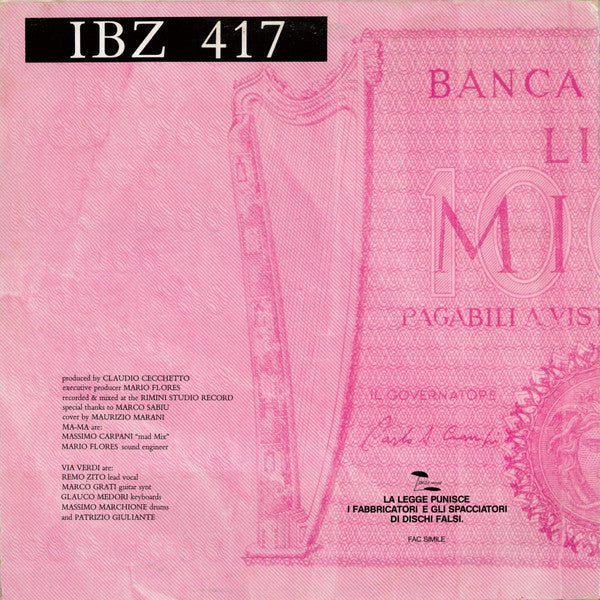 IBZ 417
BANCA
LI
100
MI
PAGABILI A VIS
IL GOVERNATORE
produced by CLAUDIO CECCHETTO
executive producer MARIO FLORES
recorded & mixed at the RIMINI STUDIO RECORD
special thanks to MARCO SABIU
cover by MAURIZIO MARANI
MA-MA are:
MASSIMO CARPANI "mad Mix"
MARIO FLORES sound engineer
VIA VERDI are:
REMO ZITO lead vocal
MARCO GRATI guitar synt
GLAUCO MEDORI keyboards
MASSIMO MARCHIONE drums
and PATRIZIO GIULIANTE
LA LEGGE PUNISCE
I FABBRICATORI E GLI SPACCIATORI
DI DISCHI FALSI.
FAC SIMILE